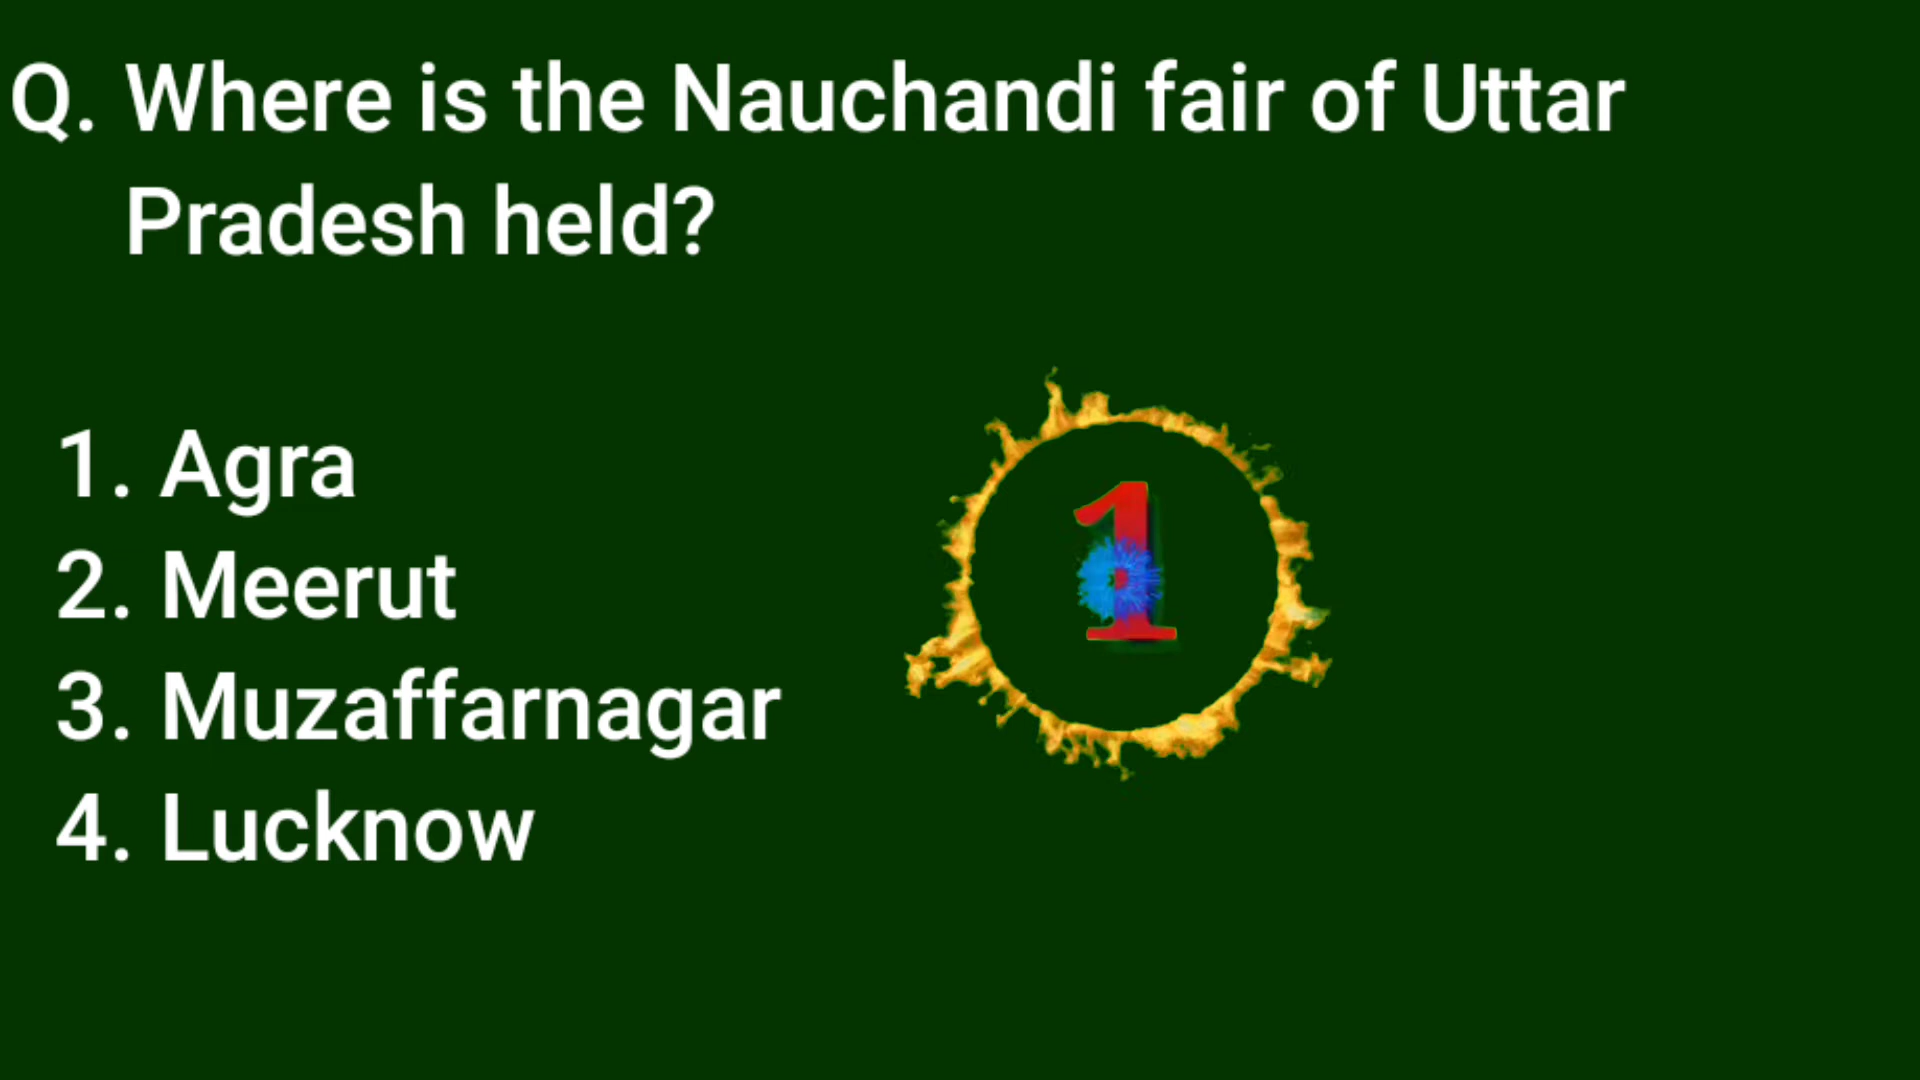 Q. Where is the Nauchandi fair of Uttar
Pradesh held?
1. Agra
2. Meerut
3. Muzaffarnagar
4. Lucknow
1